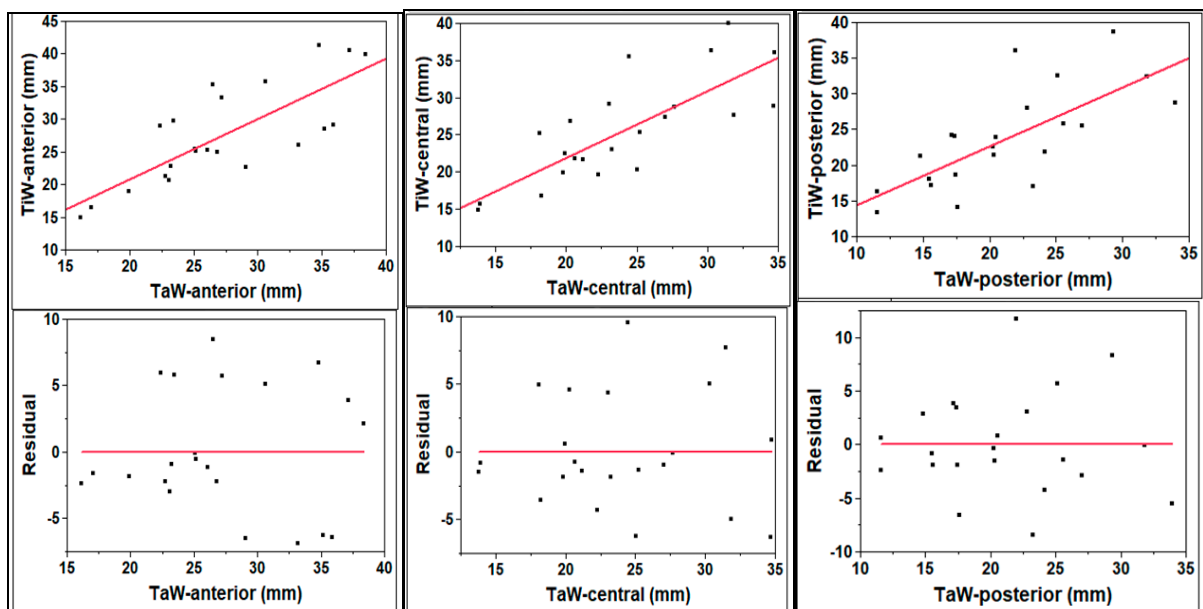 TiW-anterior (mm)
45
40
35
30
25
20
15
10
15 20 25 30 35 40
TaW-anterior (mm)
TiW-central (mm)
40
35
30
25
20
15
10
15 20 25 30 35
TaW-central (mm)
TiW-posterior (mm)
40
35
30
25
20
15
10
10 15 20 25 30 35
TaW-posterior (mm)
Residual
10
5
0
-5
15 20 25 30 35 40
TaW-anterior (mm)
Residual
10
5
0
-5
15 20 25 30 35
TaW-central (mm)
Residual
10
5
0
-5
-10
10 15 20 25 30 35
TaW-posterior (mm)